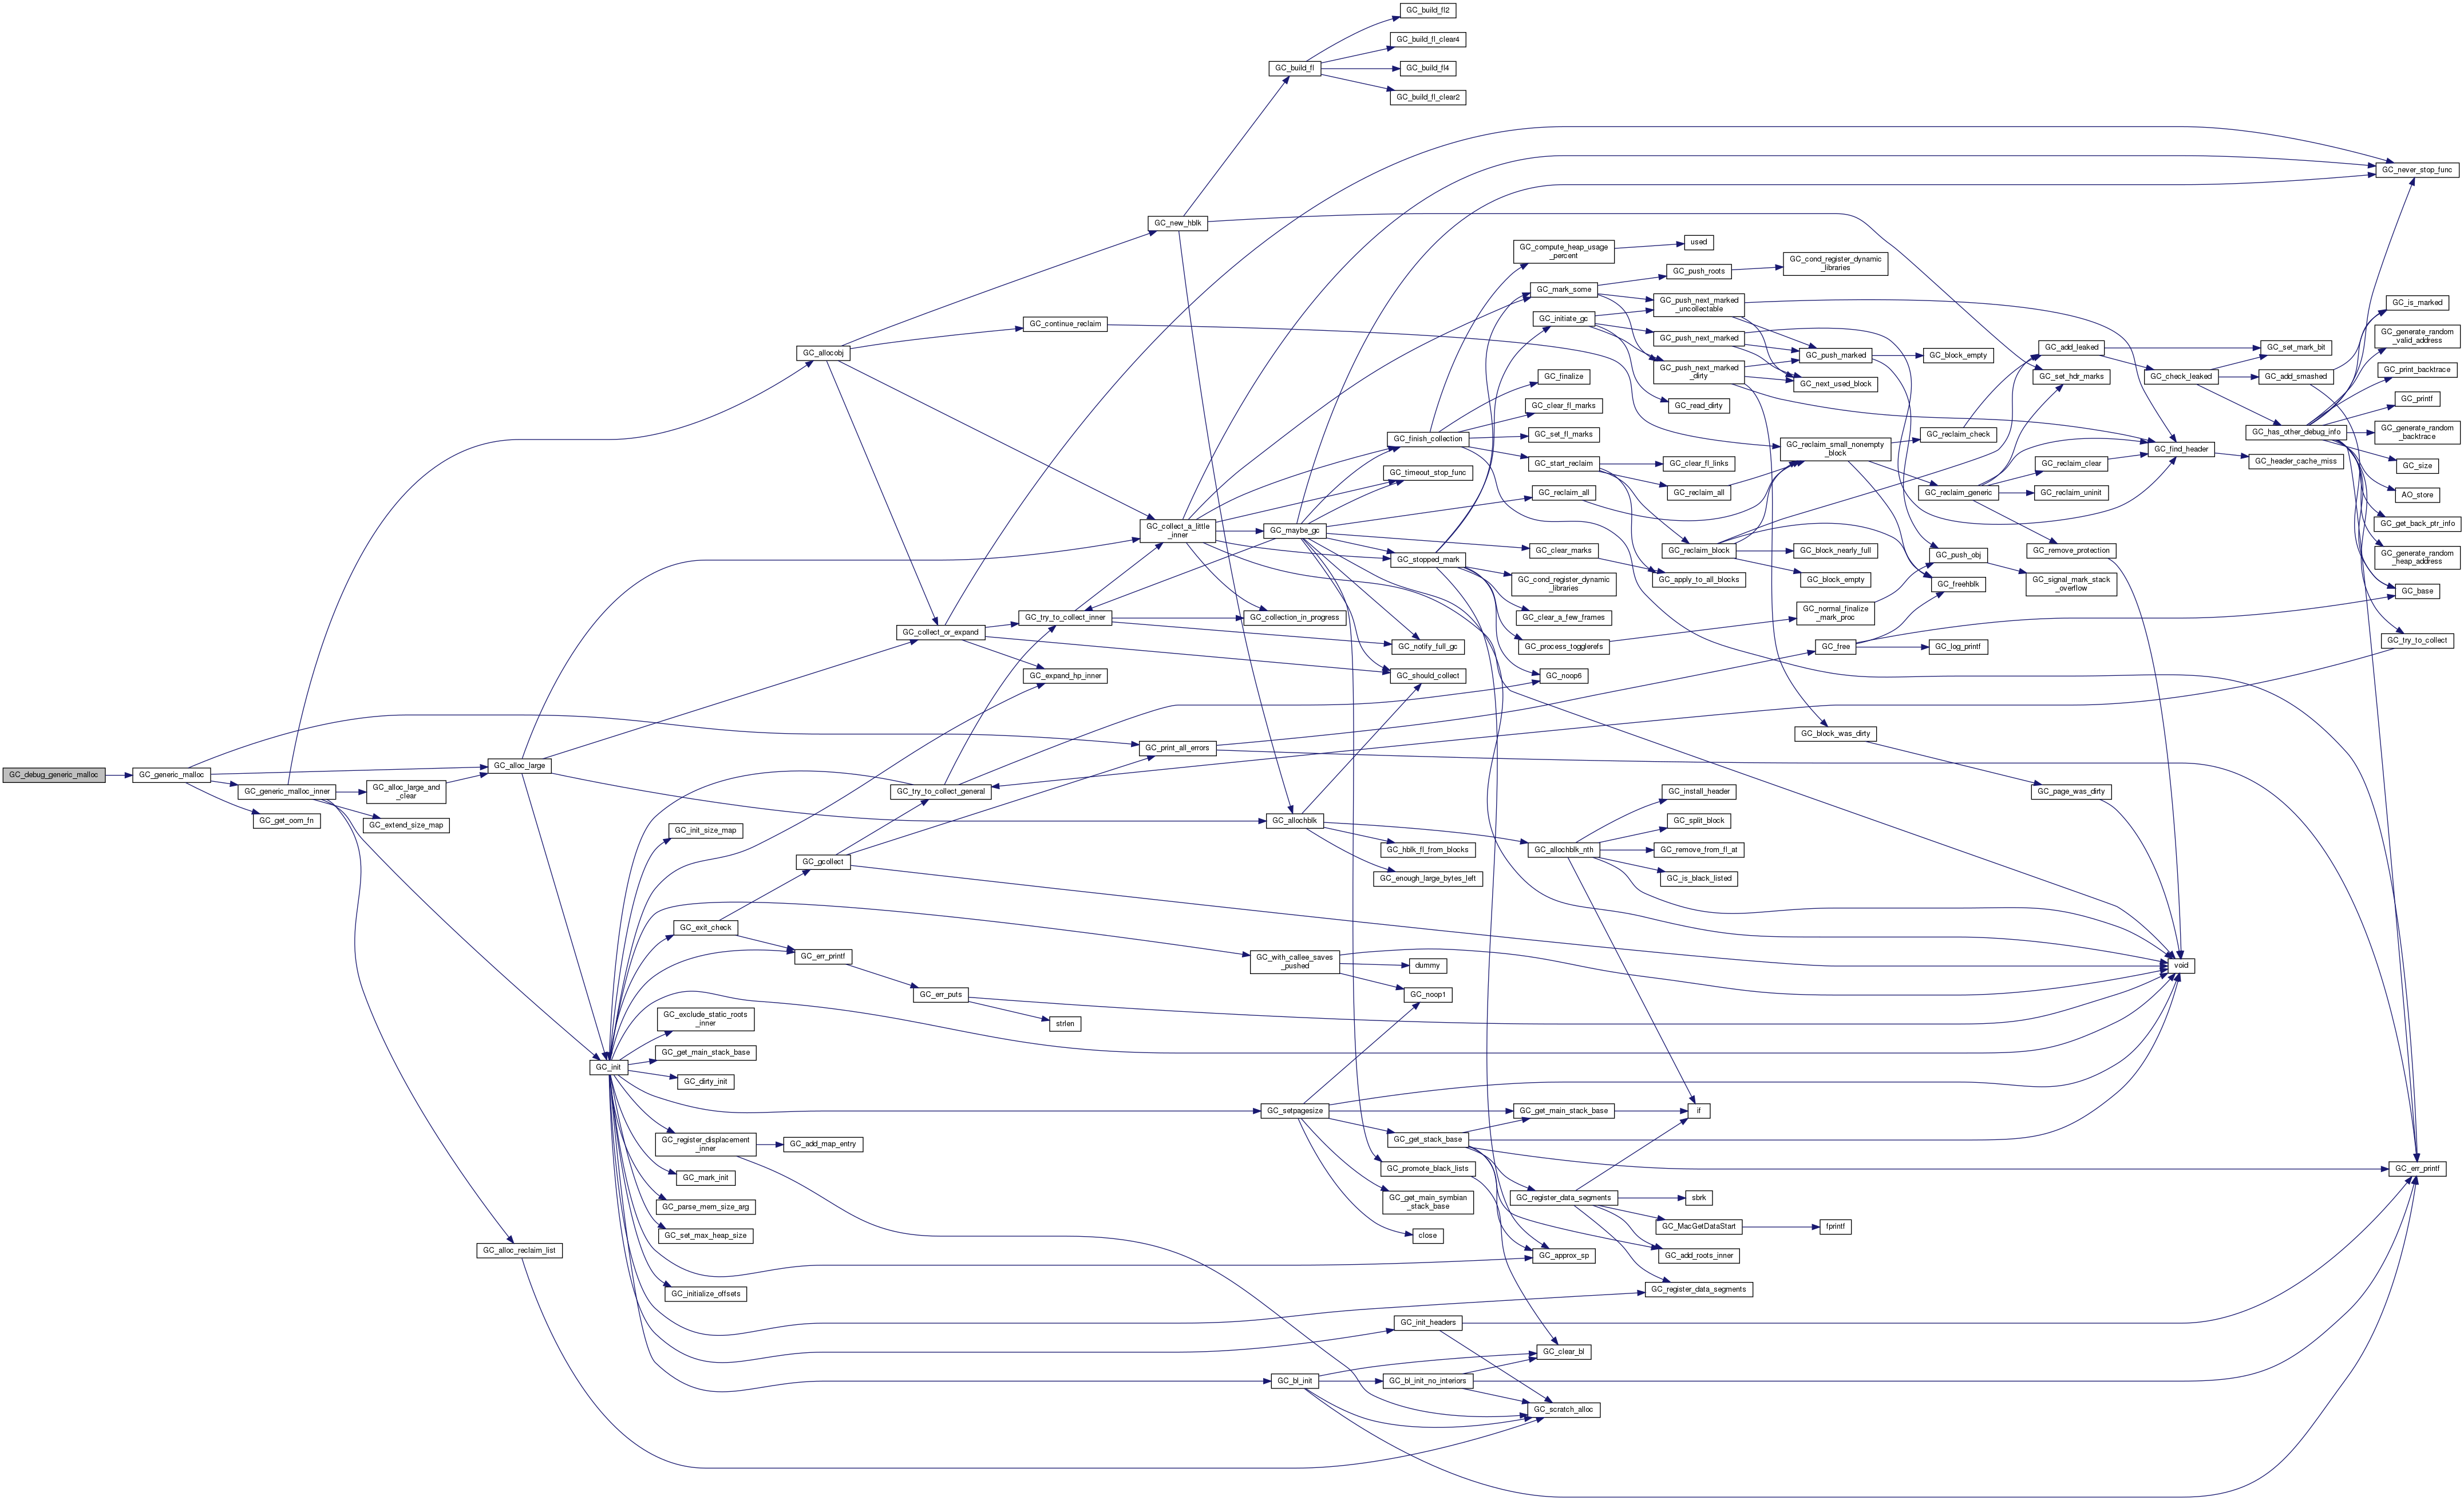 GC_debug_generic_malloc
GC_generic_malloc
GC_generic_malloc_inner
GC_get_oom_fn
GC_alloc_large_and
_clear
GC_extend_size_map
GC_alloc_large
GC_alloc_reclaim_list
GC_init
GC_init_size_map
GC_exit_check
GC_exclude_static_roots
_inner
GC_get_main_stack_base
GC_dirty_init
GC_register_displacement
_inner
GC_mark_init
GC_parse_mem_size_arg
GC_set_max_heap_size
GC_initialize_offsets
GC_allocobj
GC_gcollect
GC_err_printf
GC_add_map_entry
GC_collect_or_expand
GC_try_to_collect_general
GC_err_puts
GC_continue_reclaim
GC_try_to_collect_inner
GC_expand_hp_inner
strlen
GC_new_hblk
GC_collect_a_little
_inner
GC_print_all_errors
GC_build_fl
GC_maybe_gc
GC_collection_in_progress
GC_allochblk
GC_with_callee_saves
_pushed
GC_setpagesize
GC_bl_init
GC_build_fl2
GC_build_fl_clear4
GC_build_fl4
GC_build_fl_clear2
GC_finish_collection
GC_timeout_stop_func
GC_stopped_mark
GC_notify_full_gc
GC_should_collect
GC_hblk_fl_from_blocks
GC_enough_large_bytes_left
dummy
GC_noop1
GC_get_stack_base
GC_promote_black_lists
GC_get_main_symbian
_stack_base
close
GC_init_headers
GC_bl_init_no_interiors
GC_compute_heap_usage
_percent
GC_mark_some
GC_initiate_gc
GC_finalize
GC_clear_fl_marks
GC_set_fl_marks
GC_start_reclaim
GC_reclaim_all
GC_clear_marks
GC_cond_register_dynamic
_libraries
GC_clear_a_few_frames
GC_process_togglerefs
GC_noop6
GC_allochblk_nth
GC_get_main_stack_base
GC_register_data_segments
GC_approx_sp
GC_clear_bl
GC_scratch_alloc
used
GC_push_roots
GC_push_next_marked
_uncollectable
GC_push_next_marked
GC_push_next_marked
_dirty
GC_read_dirty
GC_clear_fl_links
GC_reclaim_all
GC_reclaim_block
GC_apply_to_all_blocks
GC_install_header
GC_split_block
GC_remove_from_fl_at
GC_is_black_listed
if
sbrk
GC_MacGetDataStart
GC_add_roots_inner
GC_register_data_segments
GC_cond_register_dynamic
_libraries
GC_push_marked
GC_next_used_block
GC_reclaim_small_nonempty
_block
GC_block_nearly_full
GC_block_empty
GC_normal_finalize
_mark_proc
GC_free
GC_block_was_dirty
fprintf
GC_block_empty
GC_reclaim_check
GC_reclaim_generic
GC_push_obj
GC_freehblk
GC_log_printf
GC_add_leaked
GC_set_hdr_marks
GC_reclaim_clear
GC_reclaim_uninit
GC_remove_protection
GC_signal_mark_stack
_overflow
GC_page_was_dirty
GC_check_leaked
GC_find_header
void
GC_set_mark_bit
GC_add_smashed
GC_has_other_debug_info
GC_header_cache_miss
GC_never_stop_func
GC_is_marked
GC_generate_random
_valid_address
GC_print_backtrace
GC_printf
GC_generate_random
_backtrace
GC_size
AO_store
GC_get_back_ptr_info
GC_generate_random
_heap_address
GC_base
GC_try_to_collect
GC_err_printf